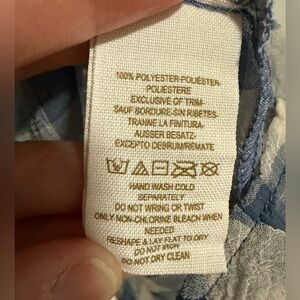 100% POLYESTER-POLIÉSTER-
POLIESTERE
EXCLUSIVE OF TRIM-
SAUF BORDURE-SIN RIBETES-
TRANNE LA FINITURA-
AUSSER BESATZ-
EXCEPTO DEBRUM/REMATE
HAND WASH COLD
SEPARATELY
DO NOT WRING OR TWIST
ONLY NON-CHLORINE BLEACH WHEN
NEEDED
RESHAPE & LAY FLAT TO DRY
DO NOT IRON
DO NOT DRY CLEAN